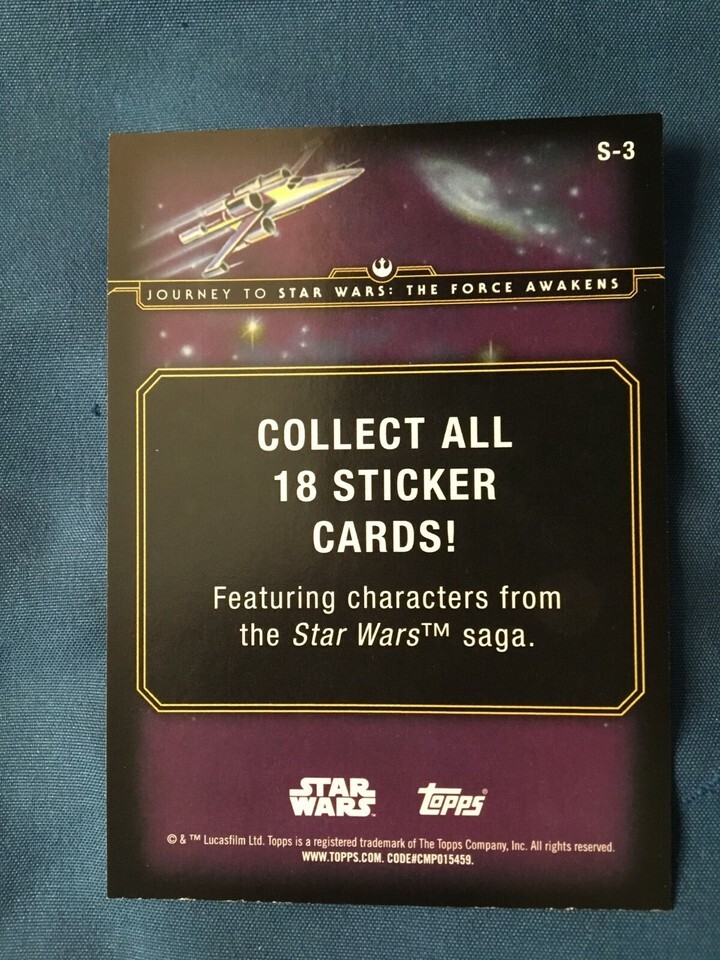 S-3
JOURNEY TO STAR WARS: THE FORCE AWAKENS
COLLECT ALL
18 STICKER
CARDS!
Featuring characters from
the Star Wars™ saga.
STAR
WARS™
Topps®
© & ™ Lucasfilm Ltd. Topps is a registered trademark of The Topps Company, Inc. All rights reserved.
WWW.TOPPS.COM. CODE#CMP015459.